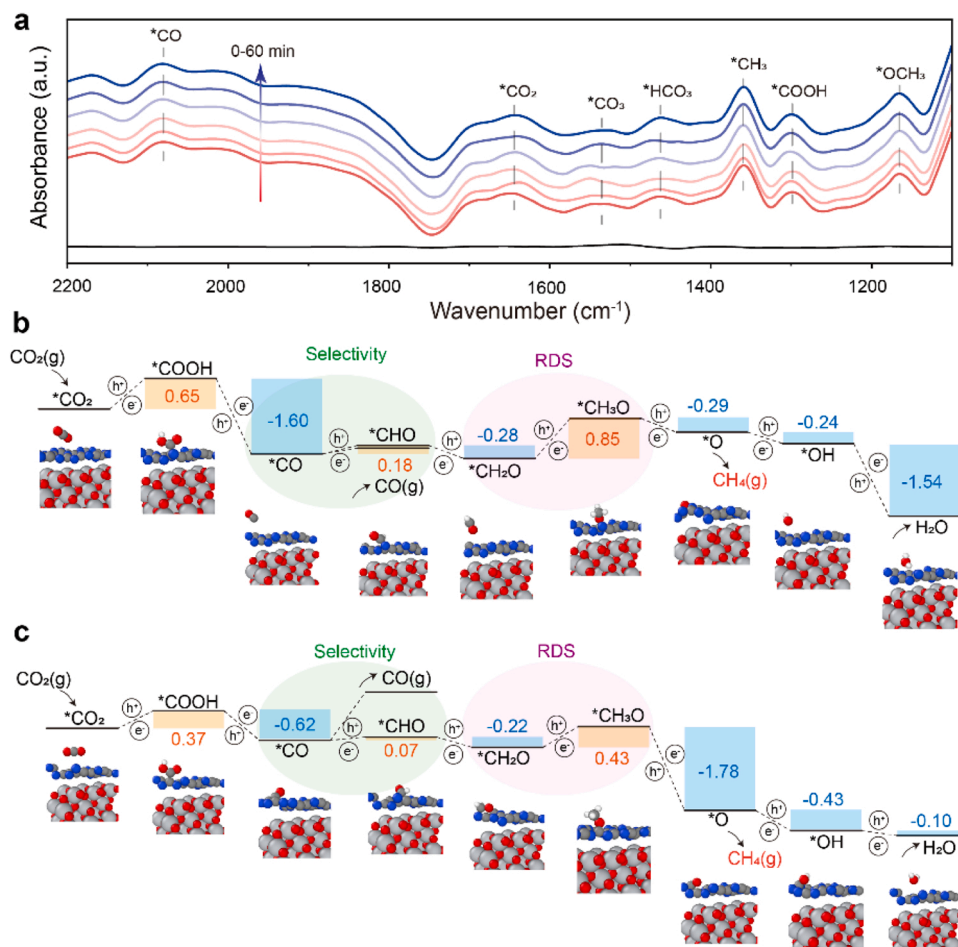 a
*CO
0-60 min
*CO₂
*CO₃
*HCO₃
*CH₃
*COOH
*OCH₃
Absorbance (a.u.)
2200 2000 1800 1600 1400 1200
Wavenumber (cm⁻¹)
b
Selectivity
RDS
CO₂(g)
*CO₂
h⁺
e⁻
*COOH
0.65
e⁻
h⁺
-1.60
*CO
h⁺
e⁻
*CHO
0.18
CO(g)
h⁺
e⁻
-0.28
*CH₂O
h⁺
e⁻
*CH₃O
0.85
h⁺
e⁻
-0.29
*O
CH₄(g)
h⁺
e⁻
-0.24
*OH
e⁻
h⁺
-1.54
H₂O
c
Selectivity
RDS
CO₂(g)
*CO₂
h⁺
e⁻
*COOH
0.37
e⁻
h⁺
-0.62
*CO
CO(g)
h⁺
e⁻
*CHO
0.07
h⁺
e⁻
-0.22
*CH₂O
h⁺
e⁻
*CH₃O
0.43
e⁻
h⁺
-1.78
*O
CH₄(g)
h⁺
e⁻
-0.43
*OH
h⁺
e⁻
-0.10
H₂O